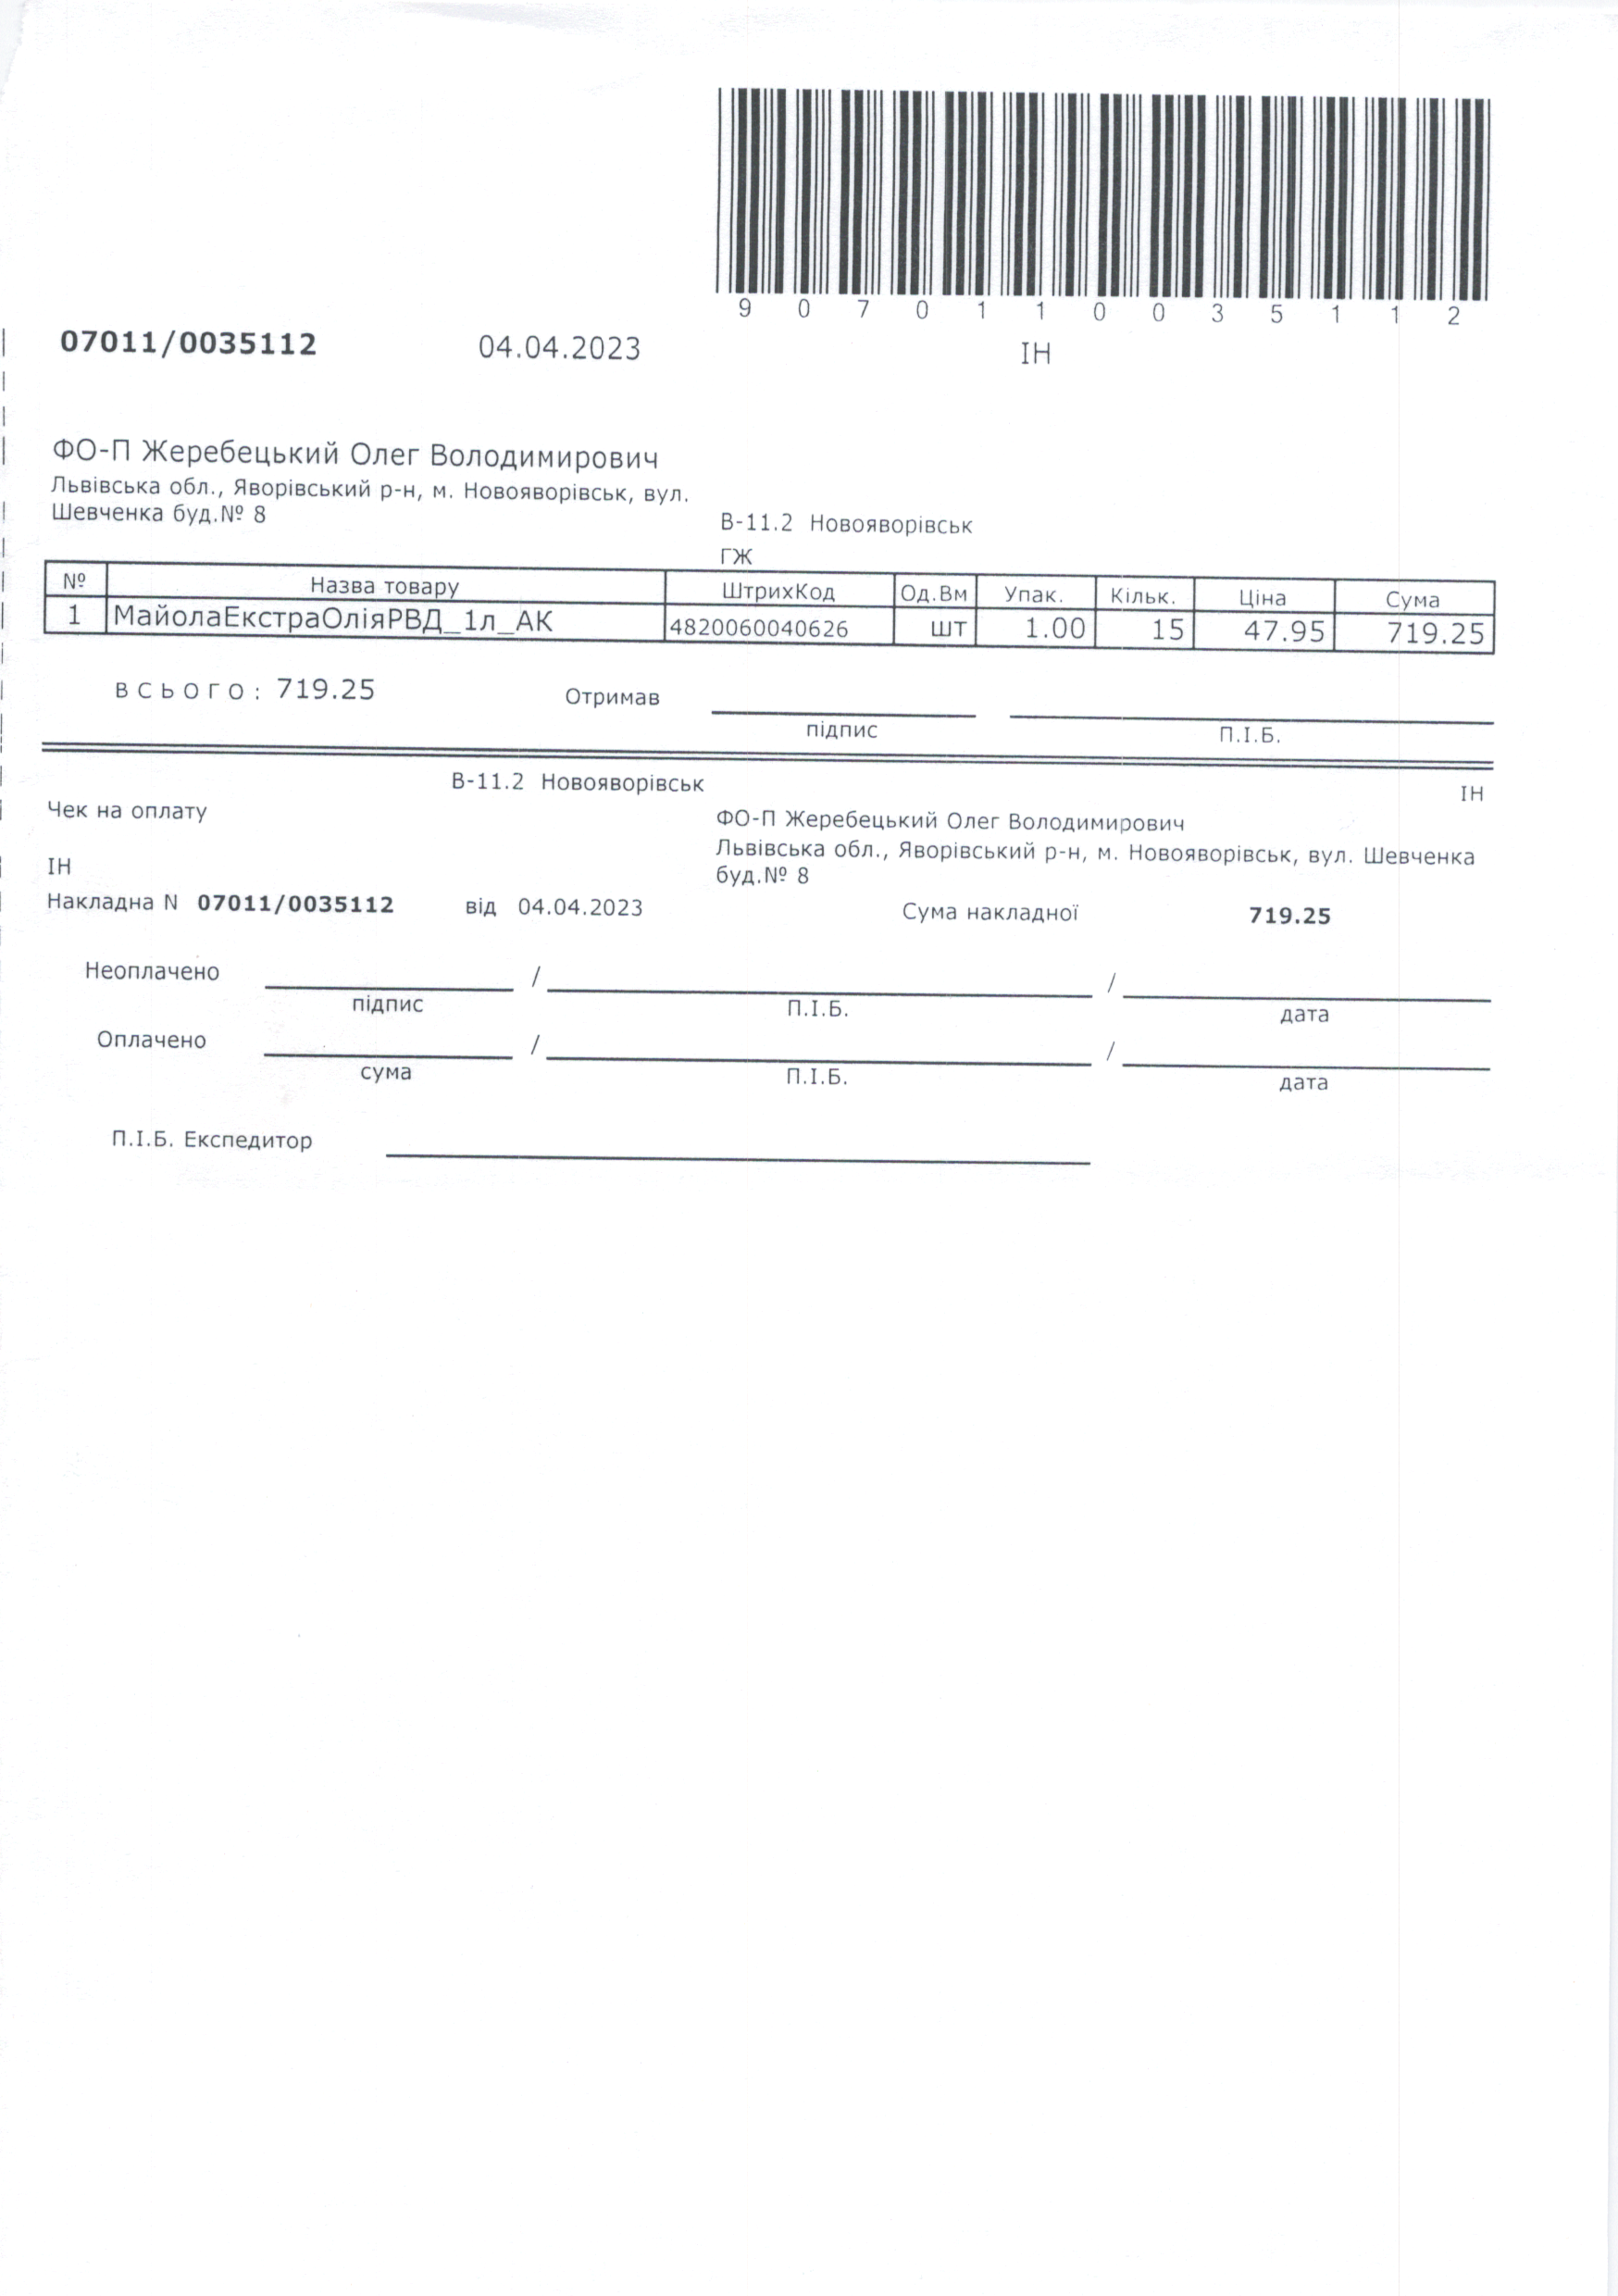 9 0 7 0 1 1 0 0 3 5 1 1 2
07011/0035112 04.04.2023 ІН
ФО-П Жеребецький Олег Володимирович
Львівська обл., Яворівський р-н, м. Новояворівськ, вул.
Шевченка буд.№ 8
В-11.2 Новояворівськ
ГЖ
№ Назва товару ШтрихКод Од.Вм Упак. Кільк. Ціна Сума
1 МайолаЕкстраОліяРВД_1л_АК 4820060040626 шт 1.00 15 47.95 719.25
всього: 719.25 Отримав
підпис П.І.Б.
В-11.2 Новояворівськ ІН
Чек на оплату
ФО-П Жеребецький Олег Володимирович
Львівська обл., Яворівський р-н, м. Новояворівськ, вул. Шевченка
буд.№ 8
ІН
Накладна N 07011/0035112 від 04.04.2023 Сума накладної 719.25
Неоплачено / /
підпис П.І.Б. дата
Оплачено / /
сума П.І.Б. дата
П.І.Б. Експедитор